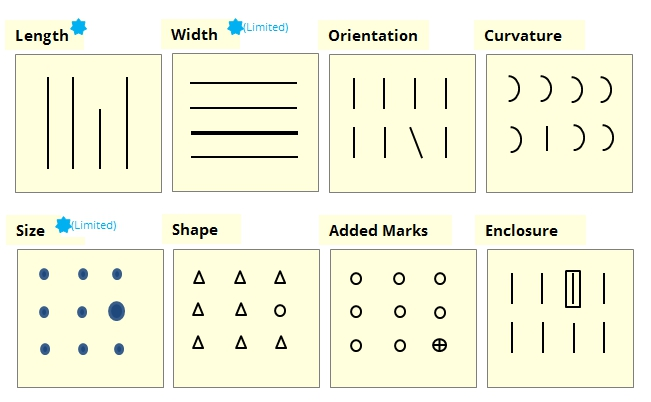 Length
Width (Limited)
Orientation
Curvature
Size (Limited)
Shape
Added Marks
Enclosure